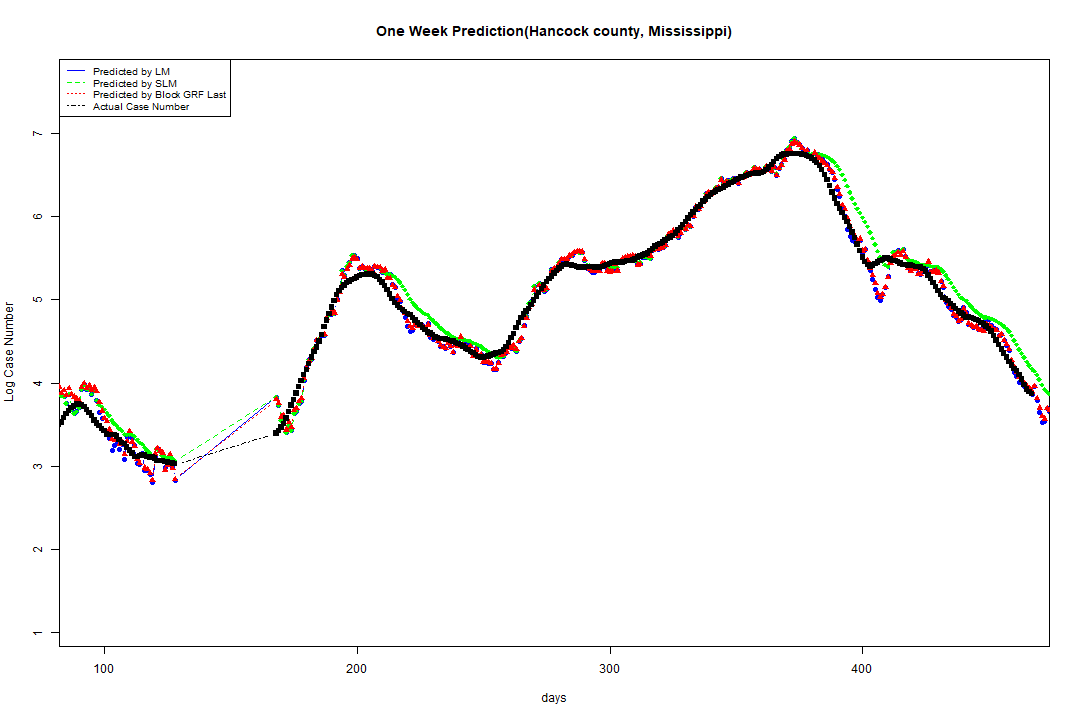 One Week Prediction(Hancock county, Mississippi)
Predicted by LM
Predicted by SLM
Predicted by Block GRF Last
Actual Case Number
7
6
5
4
3
2
1
Log Case Number
100 200 300 400
days